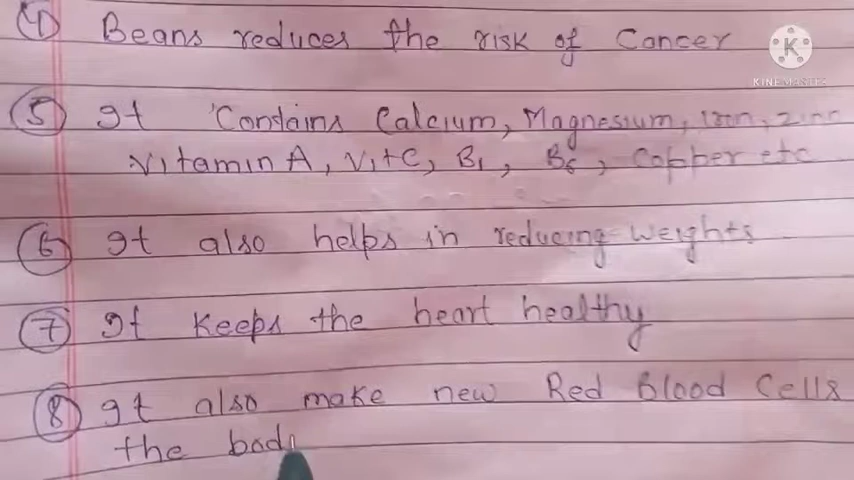 ④ Beans reduces the risk of Cancer
K
KINEMASTER
⑤ It Contains Calcium, Magnesium, Iron, Zinc
Vitamin A, Vit C, B1, B6, Copper etc
⑥ It also helps in reducing weights
⑦ It keeps the heart healthy
⑧ It also make new Red Blood Cells
the bod